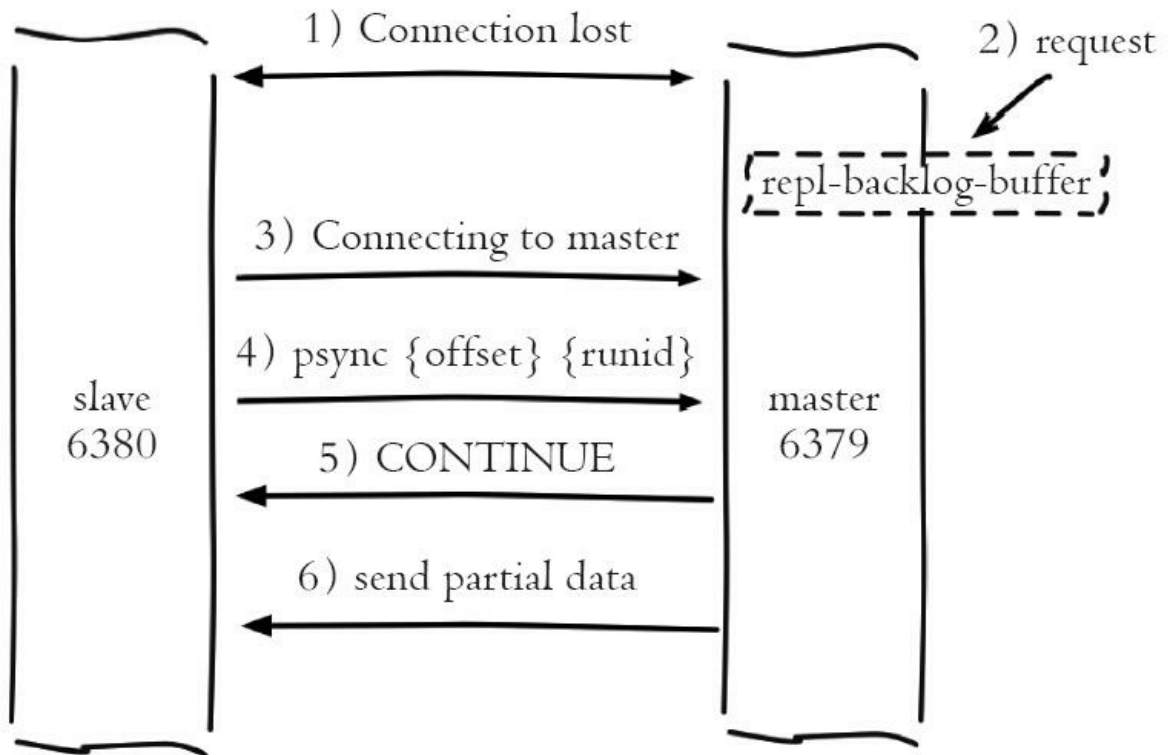 1) Connection lost
2) request
repl-backlog-buffer
3) Connecting to master
4) psync {offset} {runid}
slave
6380
master
6379
5) CONTINUE
6) send partial data